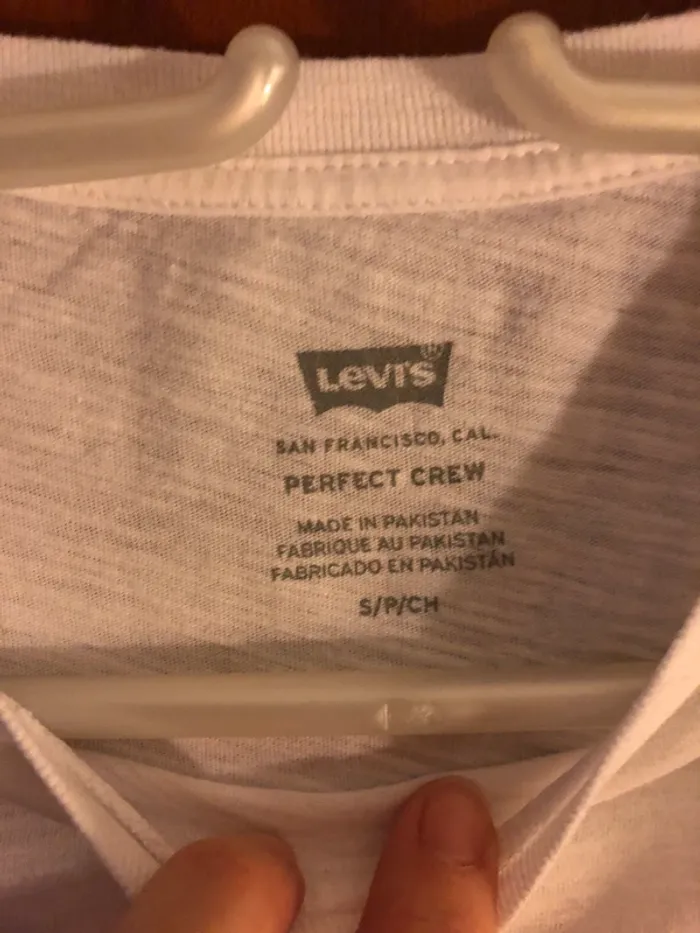 LEVI'S
SAN FRANCISCO, CAL.
PERFECT CREW
MADE IN PAKISTAN
FABRIQUE AU PAKISTAN
FABRICADO EN PAKISTÁN
S/P/CH